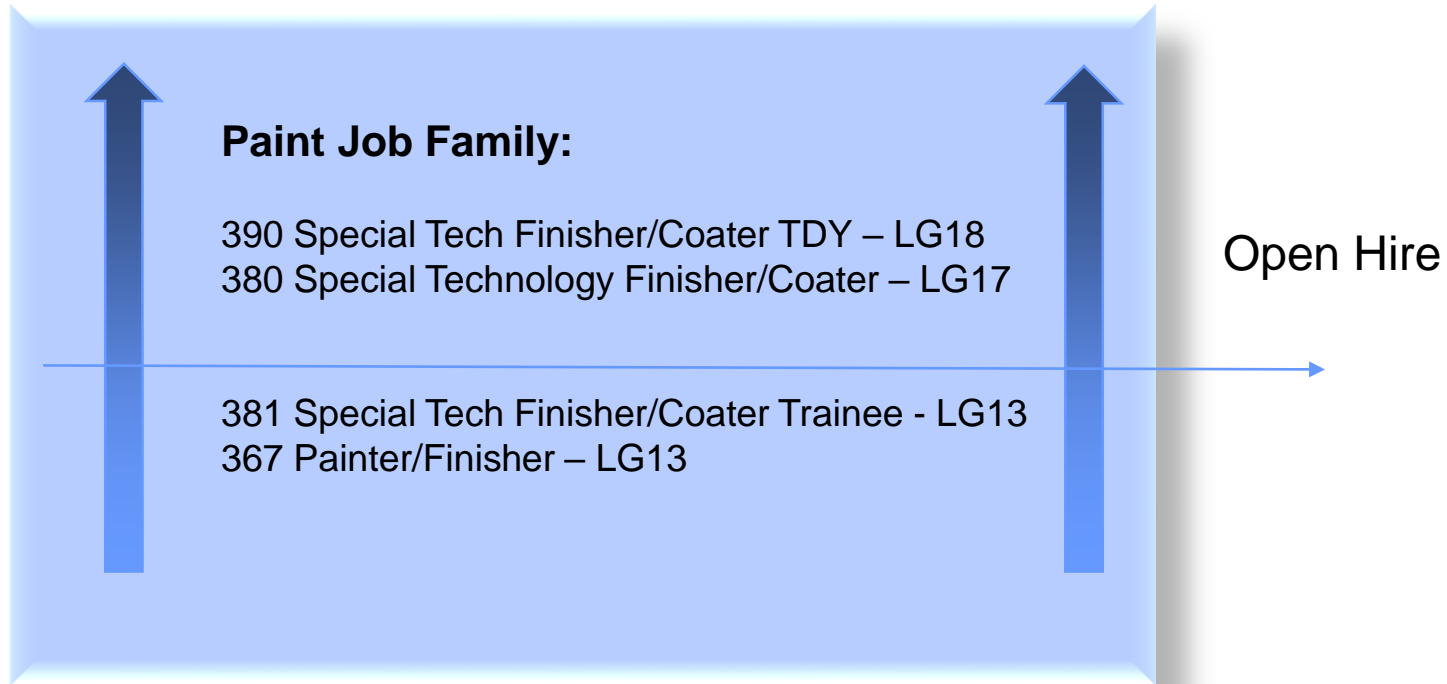 Paint Job Family:
390 Special Tech Finisher/Coater TDY – LG18
380 Special Technology Finisher/Coater – LG17
Open Hire
381 Special Tech Finisher/Coater Trainee - LG13
367 Painter/Finisher – LG13